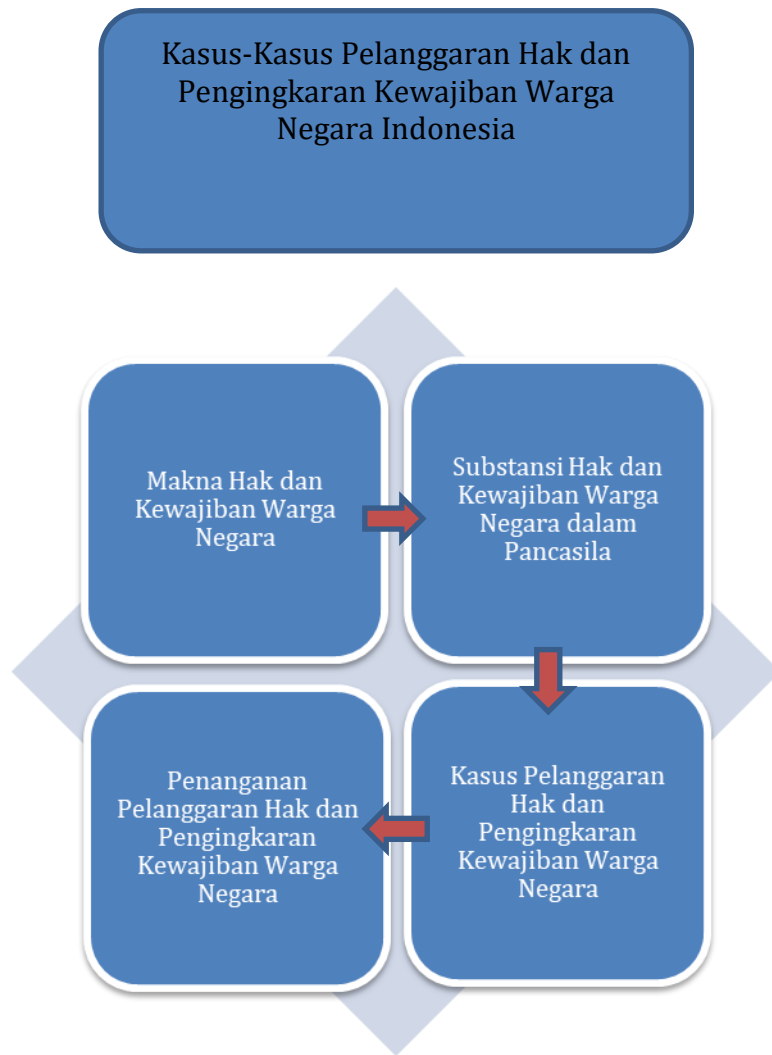 Kasus-Kasus Pelanggaran Hak dan
Pengingkaran Kewajiban Warga
Negara Indonesia
Makna Hak dan
Kewajiban Warga
Negara
Substansi Hak dan
Kewajiban Warga
Negara dalam
Pancasila
Kasus Pelanggaran
Hak dan
Pengingkaran
Kewajiban Warga
Negara
Penanganan
Pelanggaran Hak dan
Pengingkaran
Kewajiban Warga
Negara